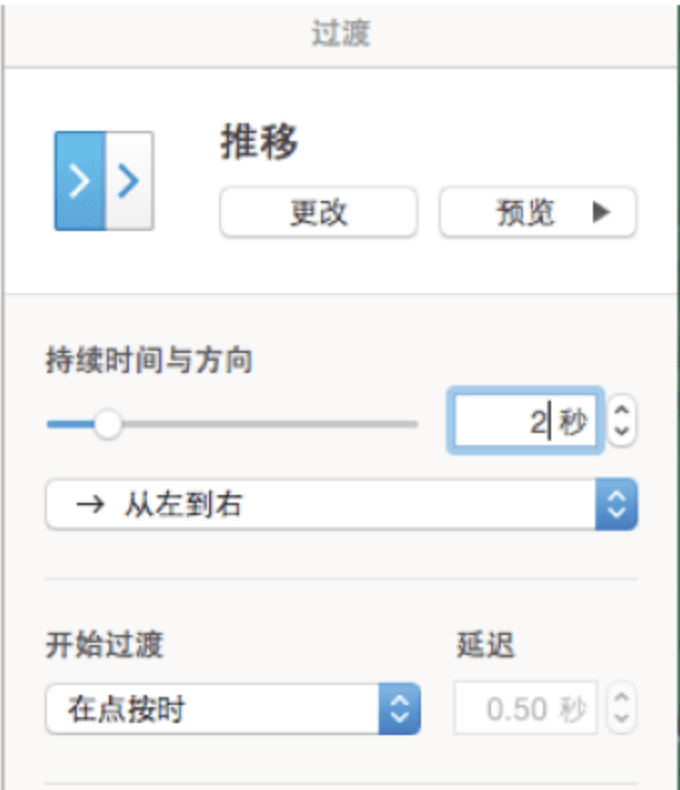 过渡
推移
更改 预览
持续时间与方向
2 秒
→ 从左到右
开始过渡 延迟
在点按时 0.50 秒